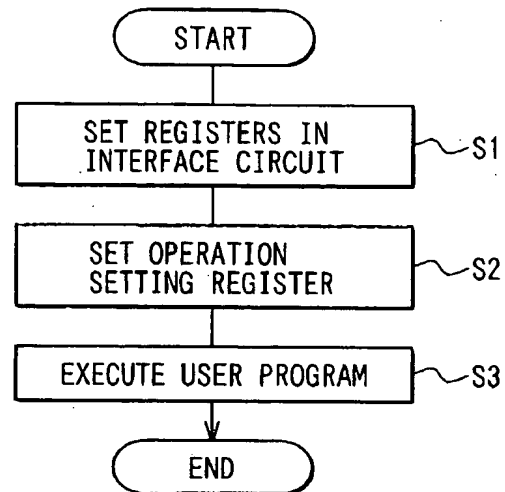 START
SET REGISTERS IN
INTERFACE CIRCUIT
S1
SET OPERATION
SETTING REGISTER
S2
EXECUTE USER PROGRAM
S3
END